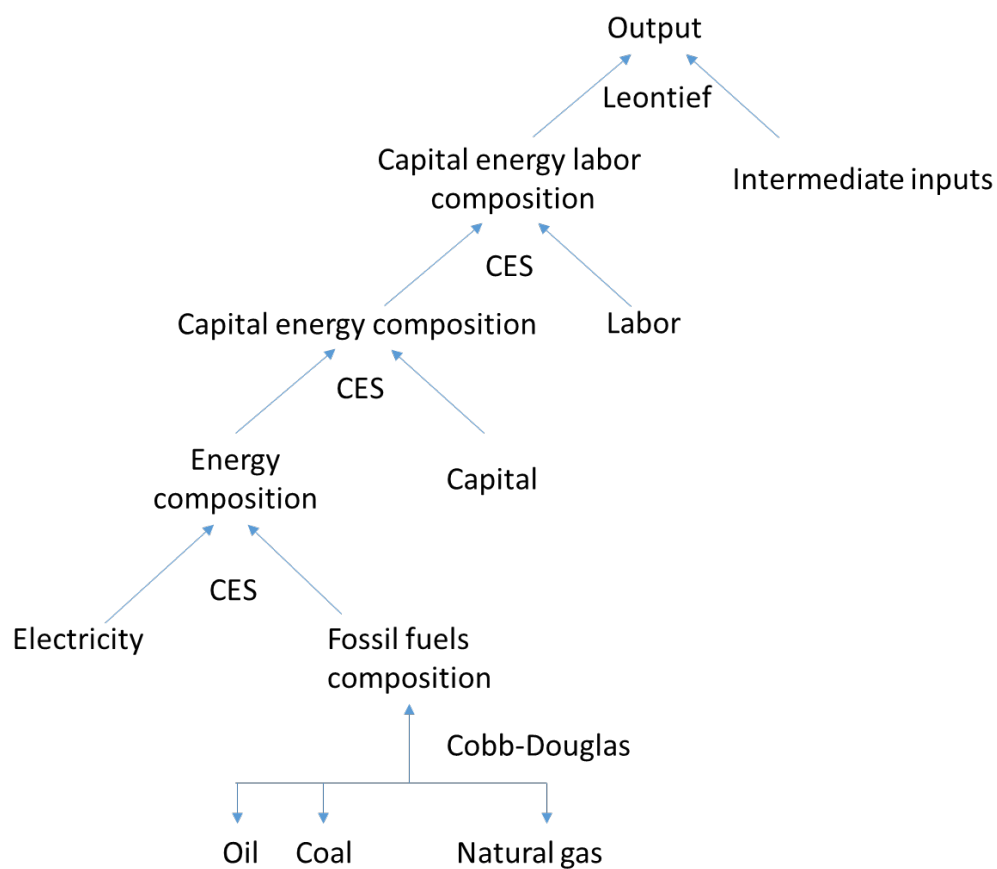 Output
Leontief
Capital energy labor
composition
Intermediate inputs
CES
Capital energy composition
Labor
CES
Energy
composition
Capital
CES
Electricity
Fossil fuels
composition
Cobb-Douglas
Oil
Coal
Natural gas